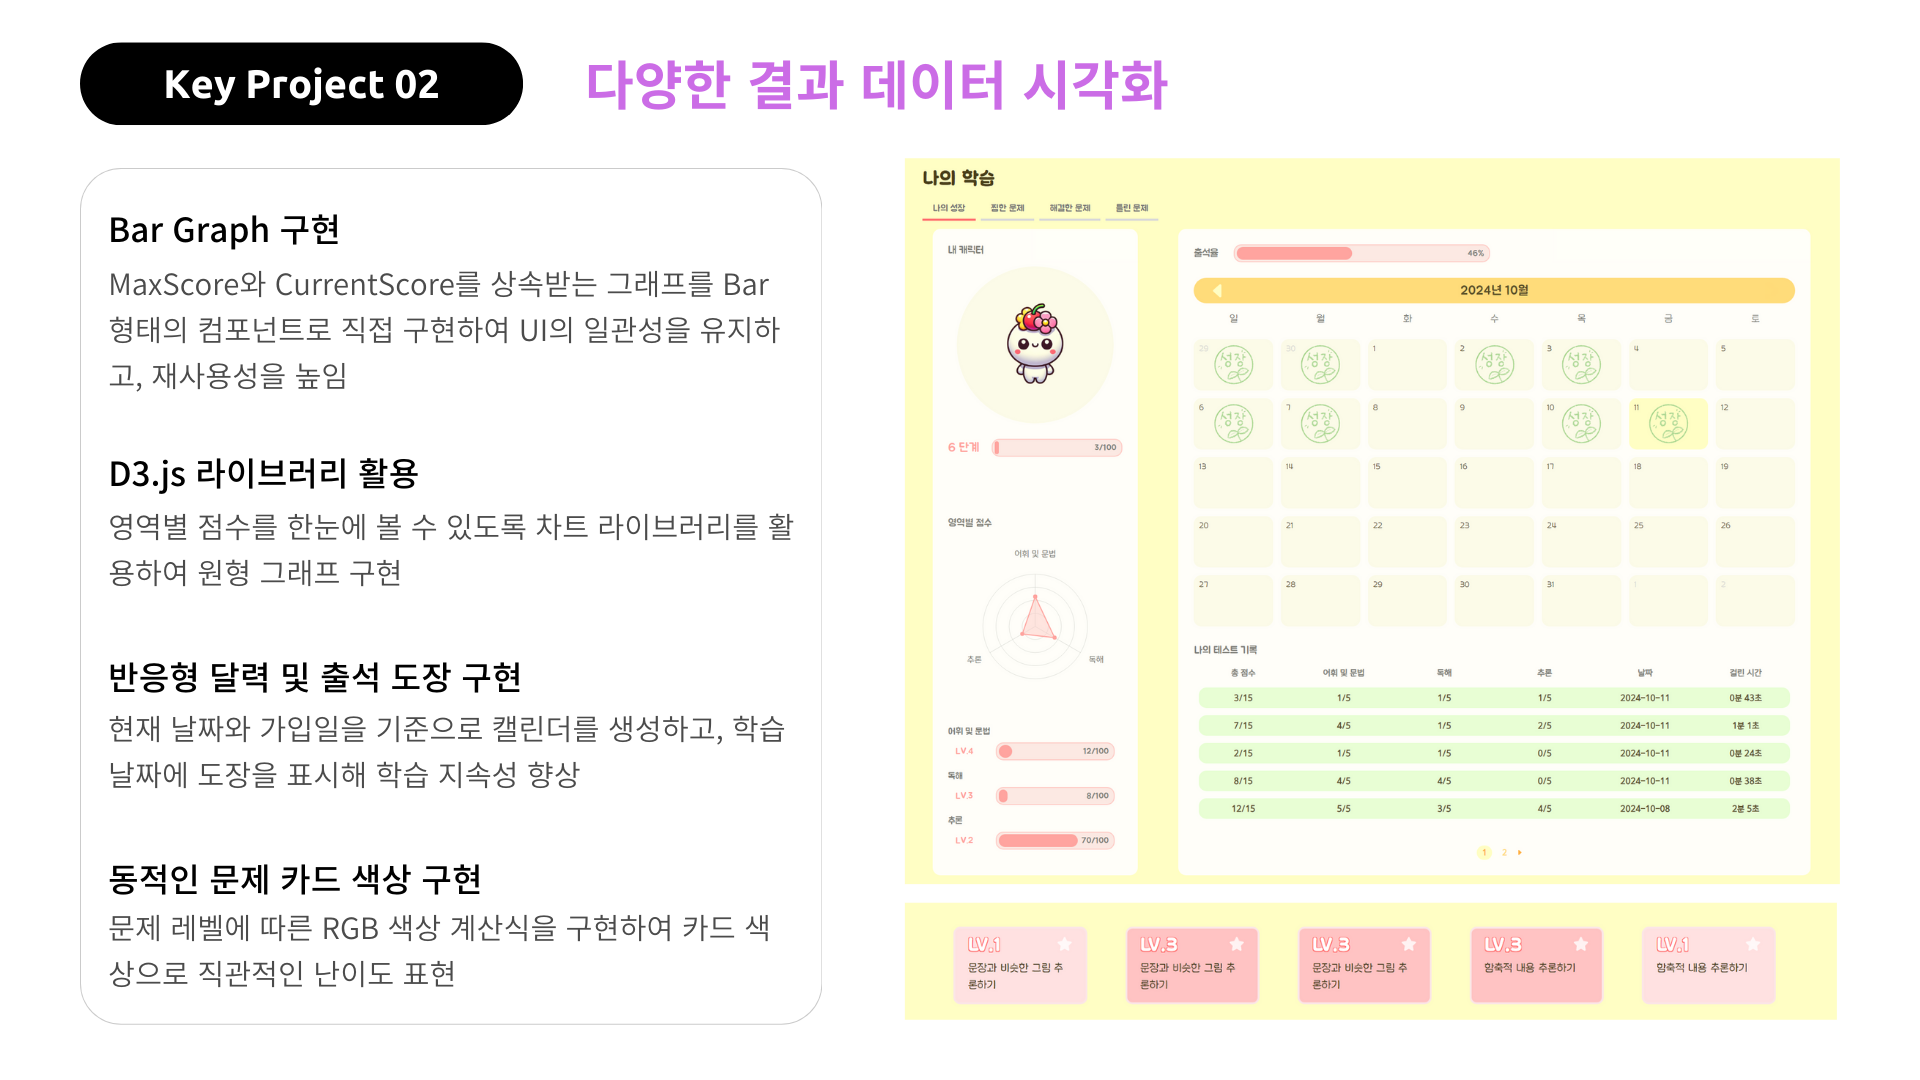 Key Project 02
다양한 결과 데이터 시각화
Bar Graph 구현
MaxScore와 CurrentScore를 상속받는 그래프를 Bar
형태의 컴포넌트로 직접 구현하여 UI의 일관성을 유지하
고, 재사용성을 높임
D3.js 라이브러리 활용
영역별 점수를 한눈에 볼 수 있도록 차트 라이브러리를 활
용하여 원형 그래프 구현
반응형 달력 및 출석 도장 구현
현재 날짜와 가입일을 기준으로 캘린더를 생성하고, 학습
날짜에 도장을 표시해 학습 지속성 향상
동적인 문제 카드 색상 구현
문제 레벨에 따른 RGB 색상 계산식을 구현하여 카드 색
상으로 직관적인 난이도 표현
나의 학습
나의 성장 찜한 문제 해결한 문제 틀린 문제
내 캐릭터
6 단계 3/100
영역별 점수
어휘 및 문법
추론 독해
어휘 및 문법
LV.4 12/100
독해
LV.3 8/100
추론
LV.2 70/100
출석율 46%
2024년 10월
일 월 화 수 목 금 토
29 30 1 2 3 4 5
성장 성장 성장 성장
6 7 8 9 10 11 12
성장 성장 성장 성장
13 14 15 16 17 18 19
20 21 22 23 24 25 26
27 28 29 30 31 1 2
나의 테스트 기록
총 점수 어휘 및 문법 독해 추론 날짜 걸린 시간
3/15 1/5 1/5 1/5 2024-10-11 0분 43초
7/15 4/5 1/5 2/5 2024-10-11 1분 1초
2/15 1/5 1/5 0/5 2024-10-11 0분 24초
8/15 4/5 4/5 0/5 2024-10-11 0분 38초
12/15 5/5 3/5 4/5 2024-10-08 2분 5초
1 2
LV.1
문장과 비슷한 그림 추
론하기
LV.3
문장과 비슷한 그림 추
론하기
LV.3
문장과 비슷한 그림 추
론하기
LV.3
함축적 내용 추론하기
LV.1
함축적 내용 추론하기